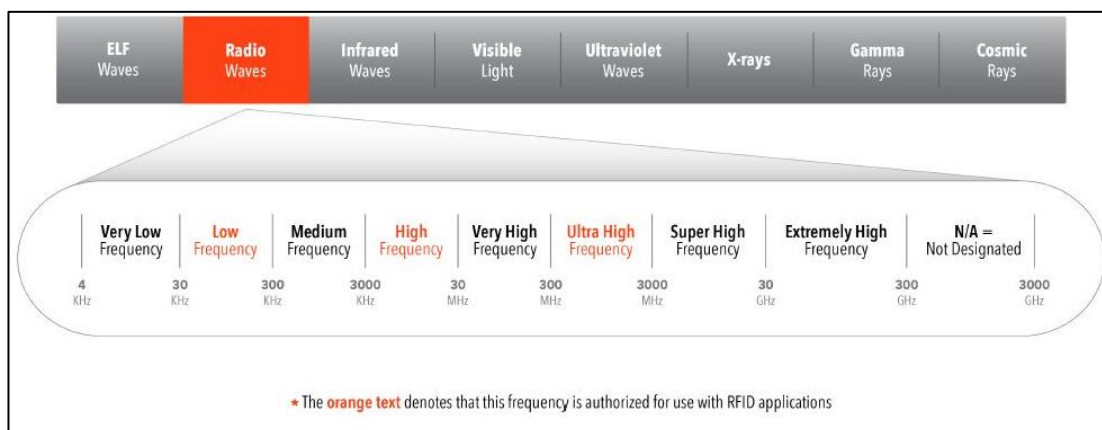 ELF Radio Infrared Visible Ultraviolet X-rays Gamma Cosmic
Waves Waves Waves Light Waves Rays Rays
Very Low Low Medium High Very High Ultra High Super High Extremely High N/A =
Frequency Frequency Frequency Frequency Frequency Frequency Frequency Frequency Not Designated
4 30 300 3000 30 300 3000 30 300 3000
KHz KHz KHz KHz MHz MHz MHz GHz GHz GHz
* The orange text denotes that this frequency is authorized for use with RFID applications